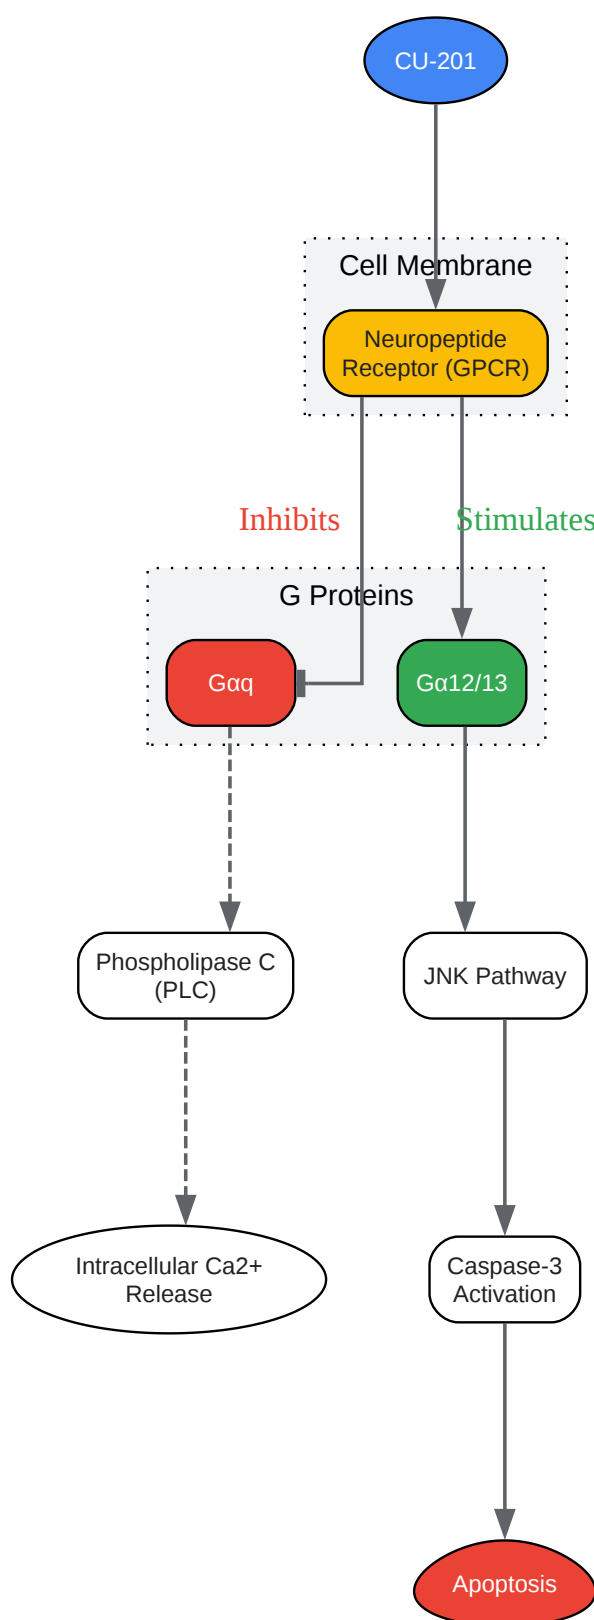 CU-201
Cell Membrane
Neuropeptide
Receptor (GPCR)
Inhibits
Stimulates
G Proteins
Gαq
Gα12/13
Phospholipase C
(PLC)
JNK Pathway
Intracellular Ca2+
Release
Caspase-3
Activation
Apoptosis